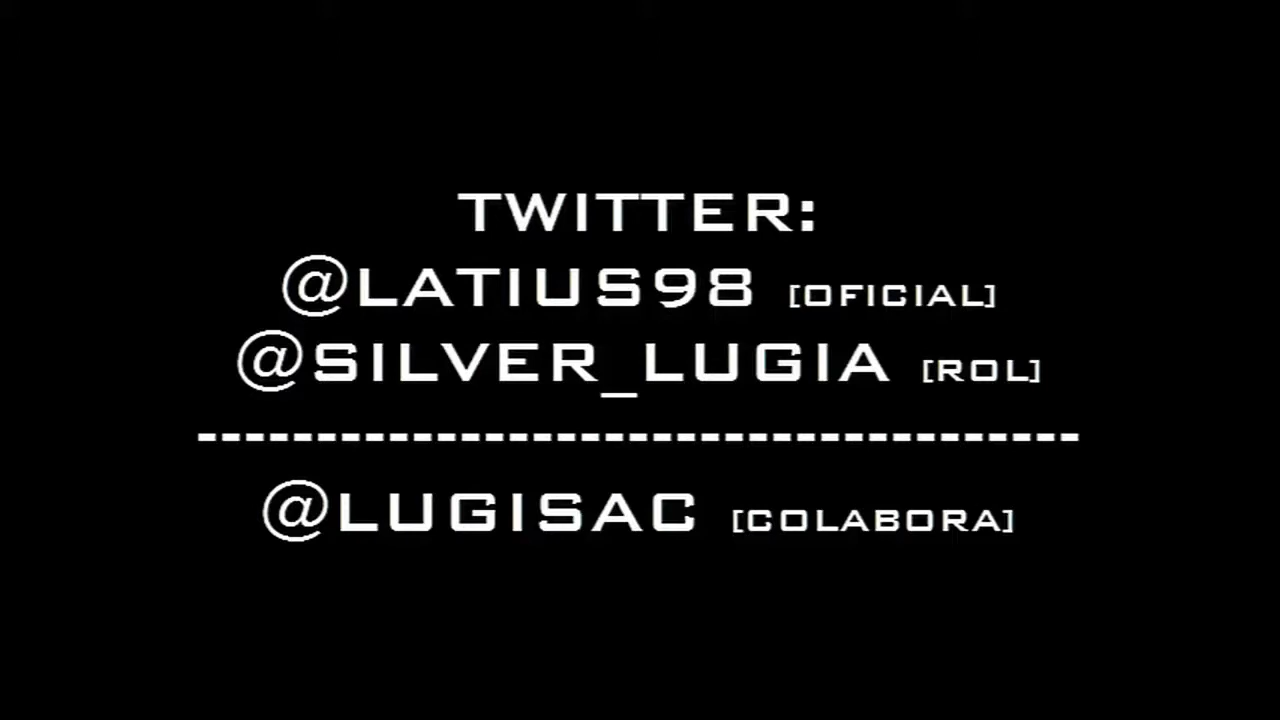 TWITTER:
@LATIUS98 [OFICIAL]
@SILVER_LUGIA [ROL]
-------------------------------------
@LUGISAC [COLABORA]